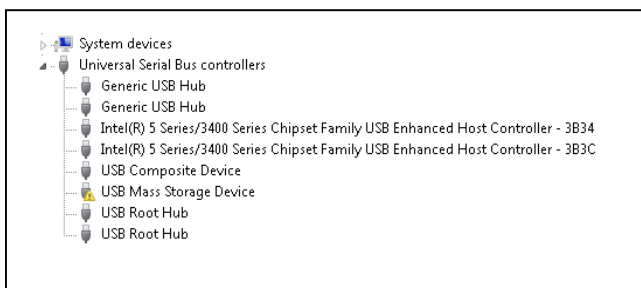 System devices
Universal Serial Bus controllers
Generic USB Hub
Generic USB Hub
Intel(R) 5 Series/3400 Series Chipset Family USB Enhanced Host Controller - 3B34
Intel(R) 5 Series/3400 Series Chipset Family USB Enhanced Host Controller - 3B3C
USB Composite Device
USB Mass Storage Device
USB Root Hub
USB Root Hub